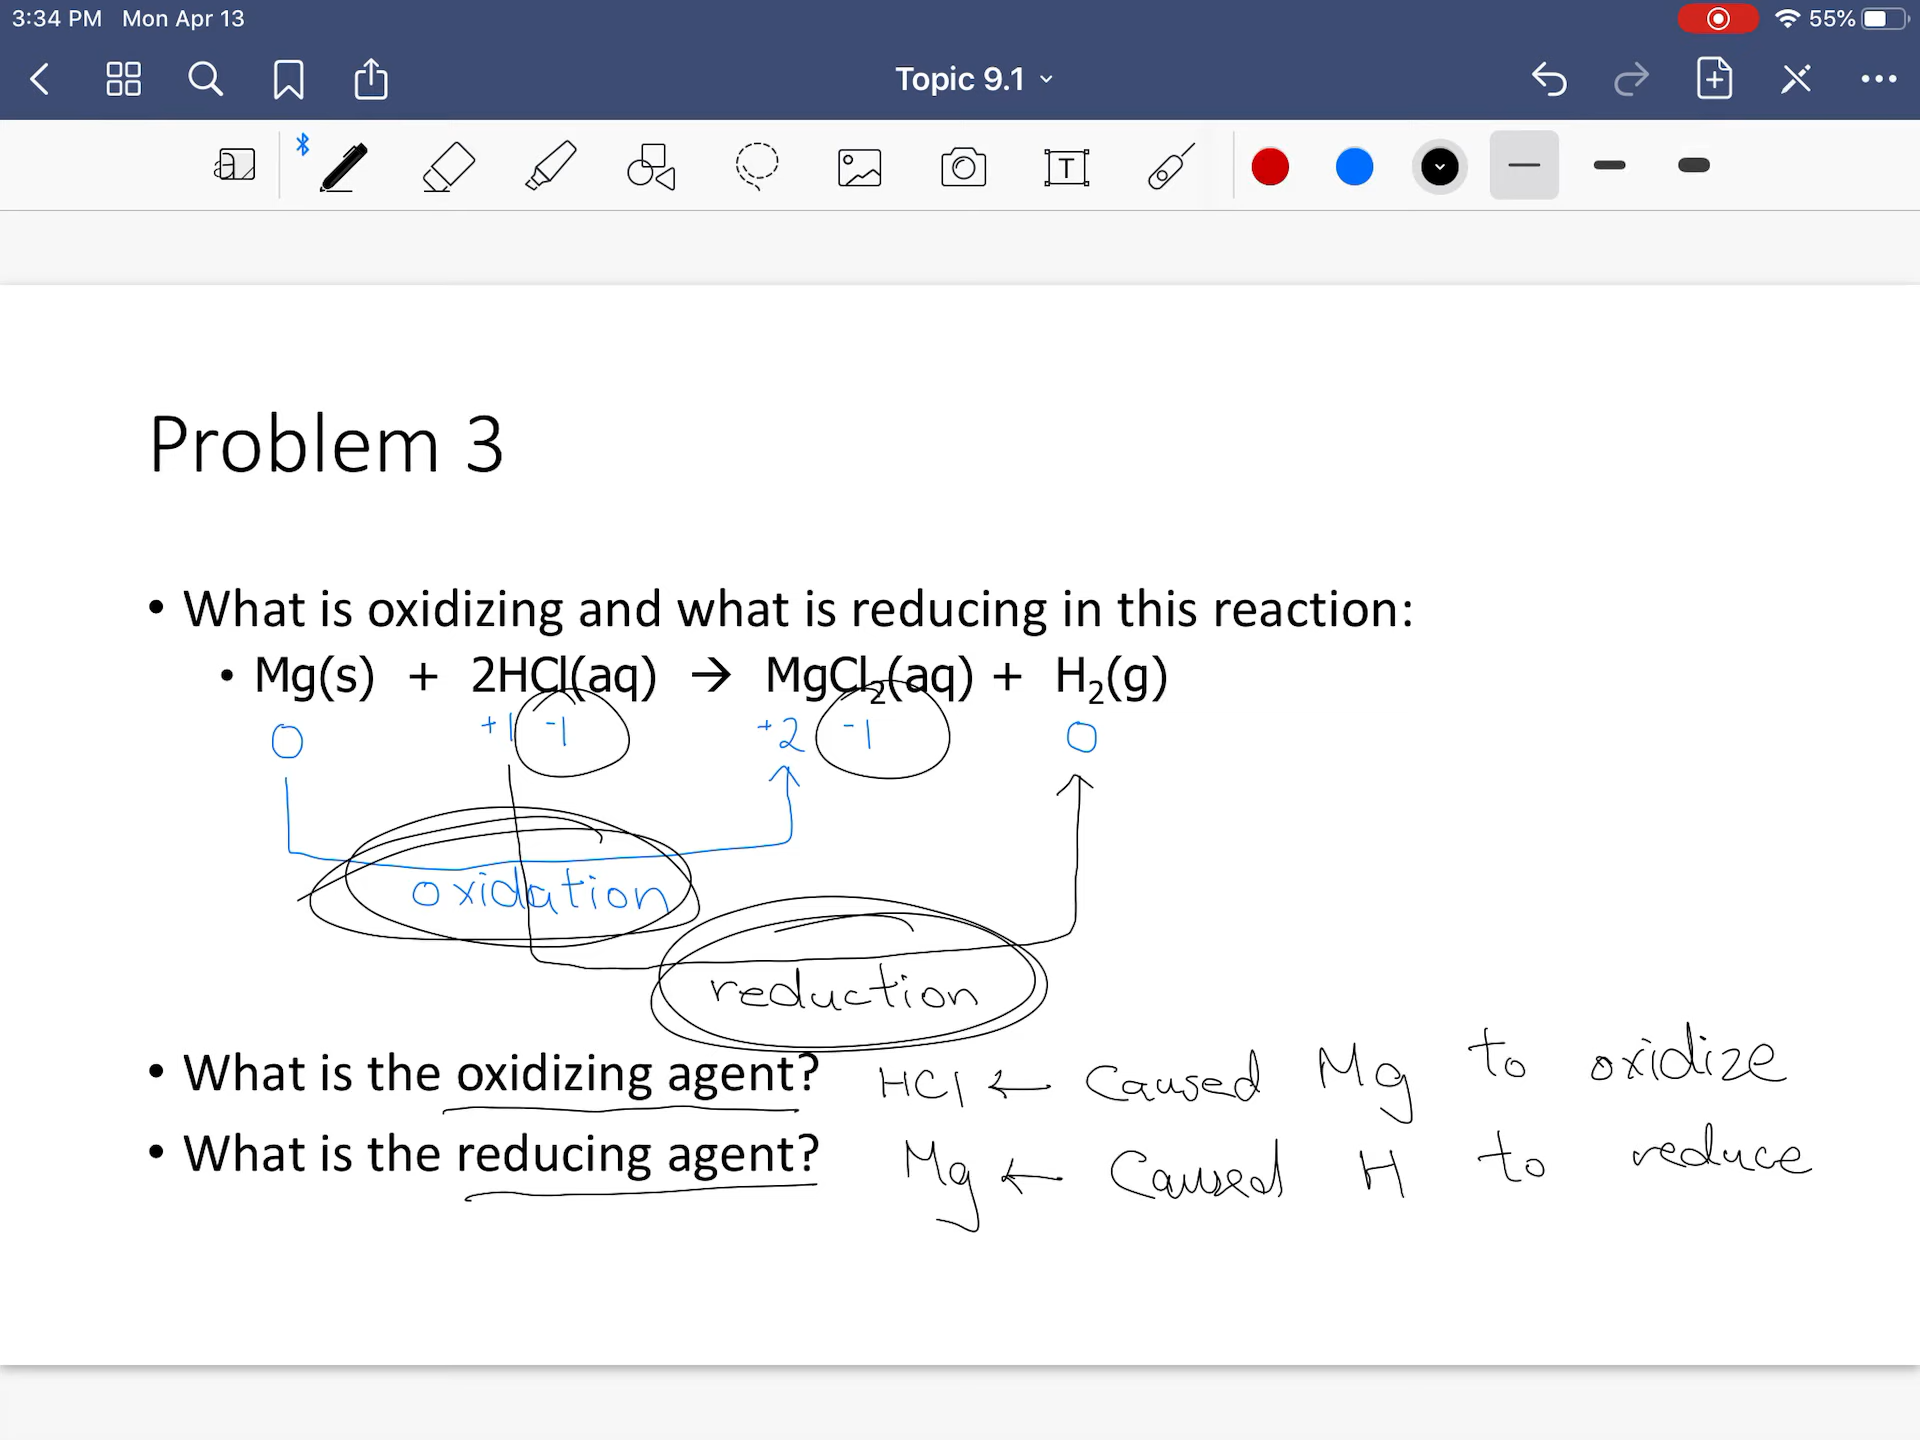 3:34 PM Mon Apr 13
55%
Topic 9.1
Problem 3
• What is oxidizing and what is reducing in this reaction:
• Mg(s) + 2HCl(aq) → MgCl₂(aq) + H₂(g)
0 +1 -1 +2 -1 0
oxidation
reduction
• What is the oxidizing agent? HCl ← Caused Mg to oxidize
• What is the reducing agent? Mg ← Caused H to reduce